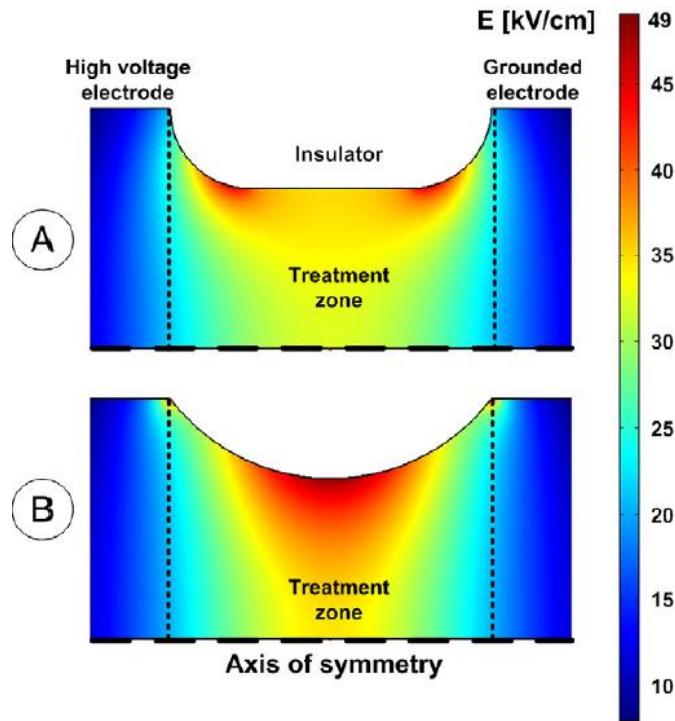 E [kV/cm]
49
45
40
35
30
25
20
15
10
High voltage
electrode
Grounded
electrode
Insulator
A
Treatment
zone
B
Treatment
zone
Axis of symmetry